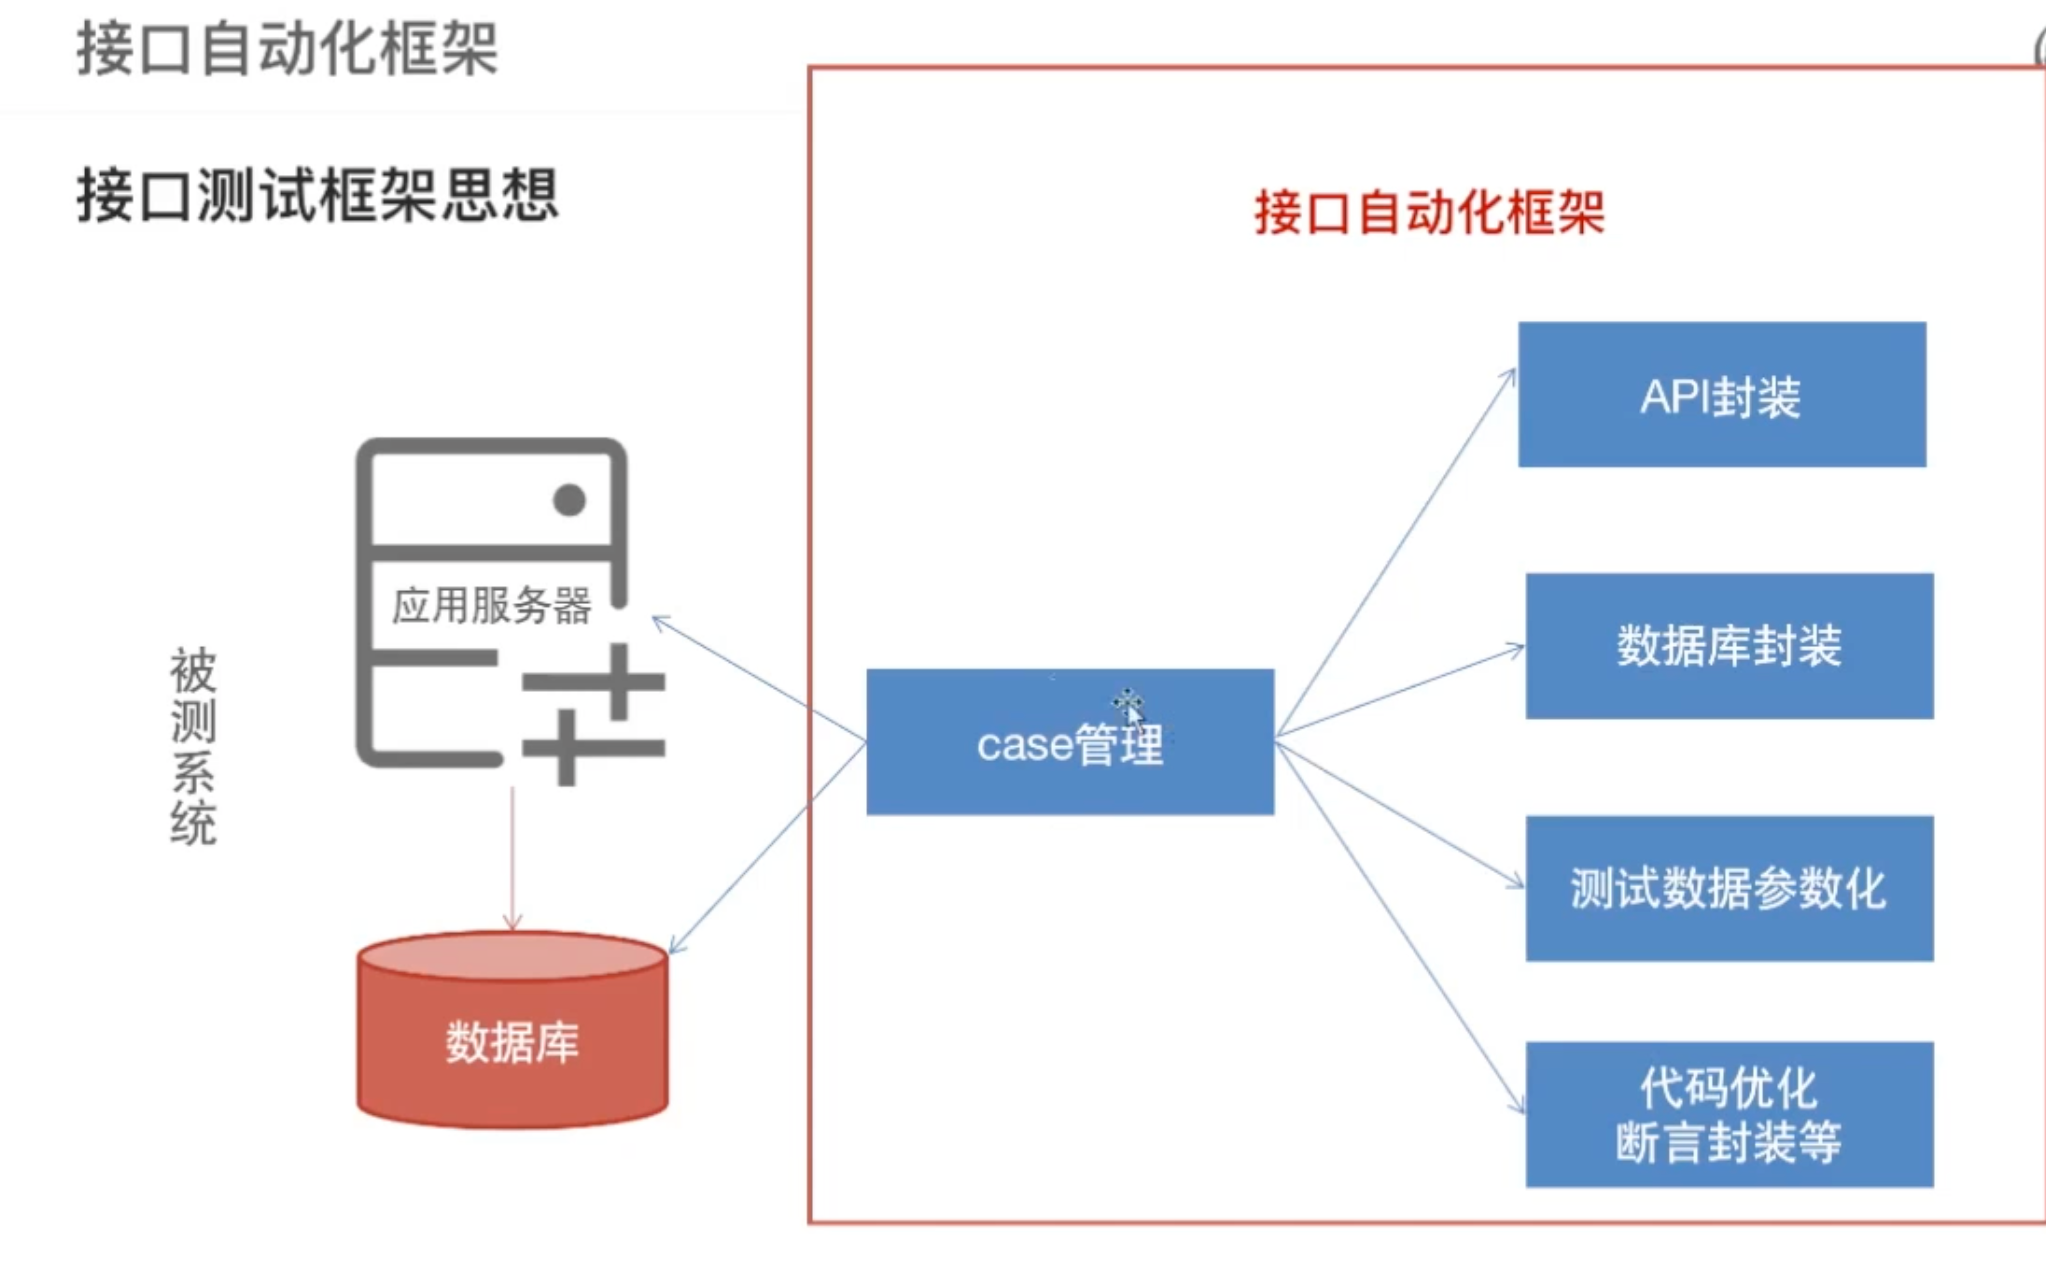 接口自动化框架
接口测试框架思想
接口自动化框架
被测系统
应用服务器
数据库
case管理
API封装
数据库封装
测试数据参数化
代码优化
断言封装等